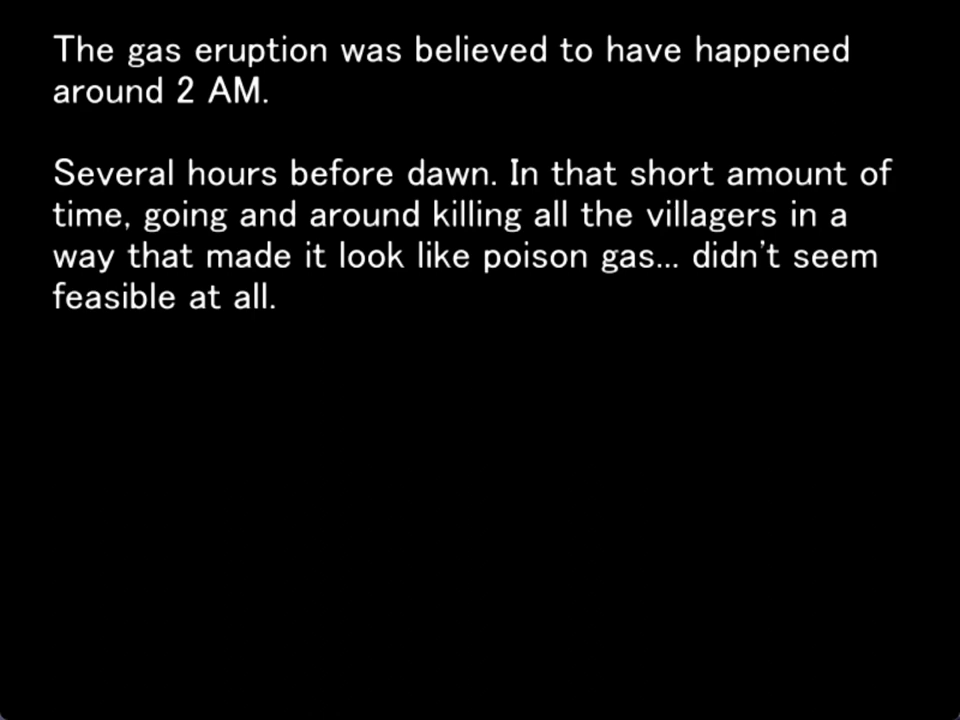 The gas eruption was believed to have happened
around 2 AM.
Several hours before dawn. In that short amount of
time, going and around killing all the villagers in a
way that made it look like poison gas... didn't seem
feasible at all.